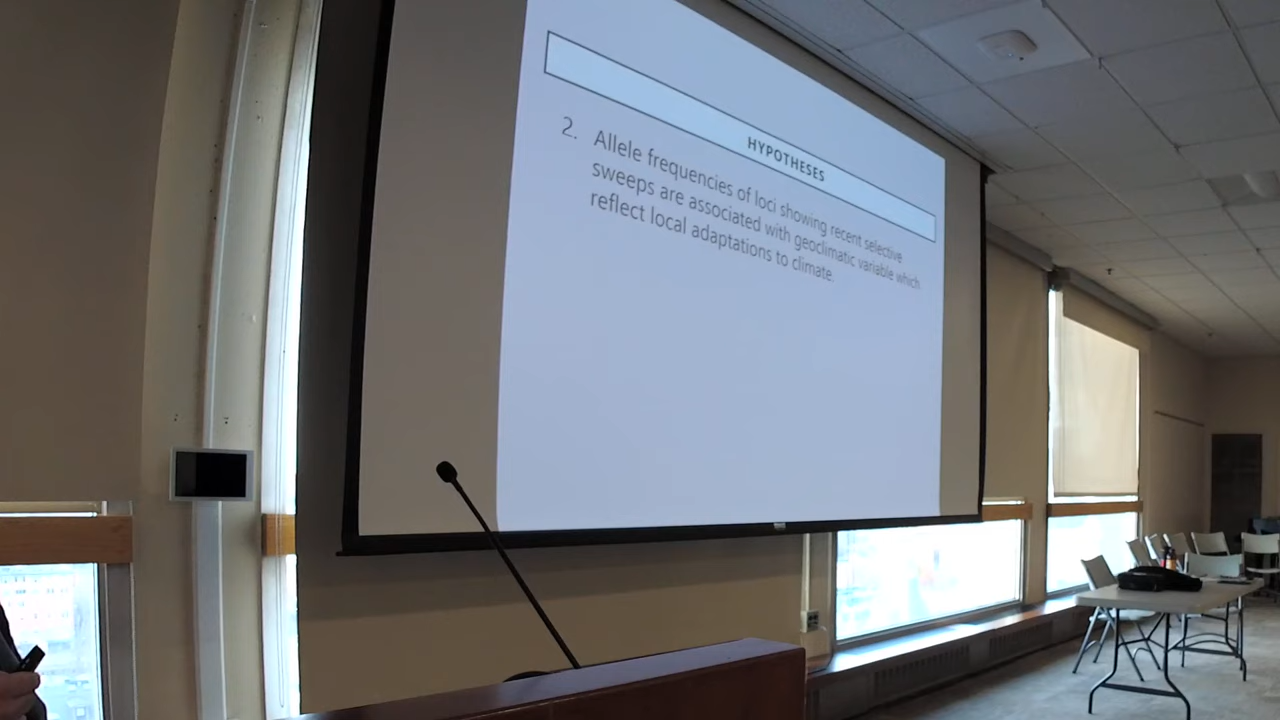 HYPOTHESES
2. Allele frequencies of loci showing recent selective
sweeps are associated with geoclimatic variable which
reflect local adaptations to climate.